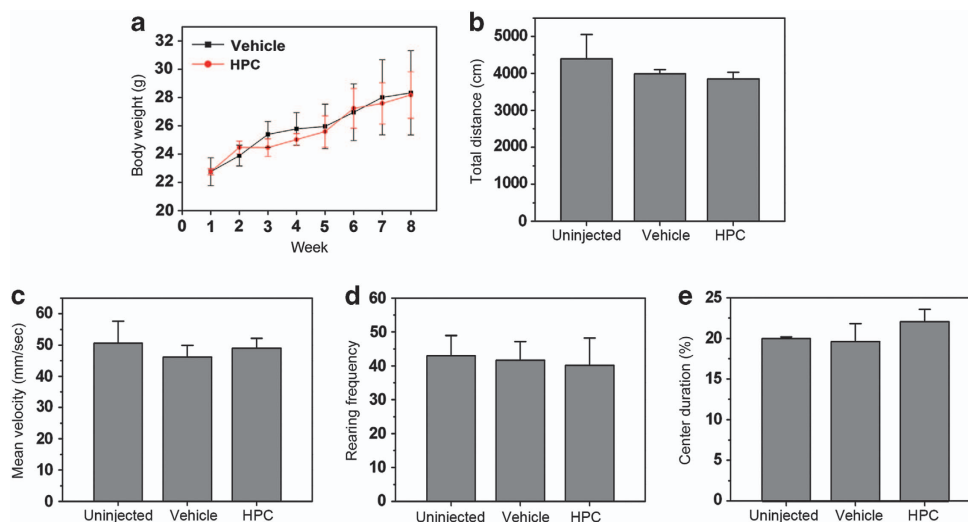 a
Body weight (g)
32
30
28
26
24
22
20
Vehicle
HPC
0 1 2 3 4 5 6 7 8
Week
b
Total distance (cm)
5000
4000
3000
2000
1000
0
Uninjected Vehicle HPC
c
Mean velocity (mm/sec)
60
50
40
30
20
10
0
Uninjected Vehicle HPC
d
Rearing frequency
60
50
40
30
20
10
0
Uninjected Vehicle HPC
e
Center duration (%)
25
20
15
10
5
0
Uninjected Vehicle HPC